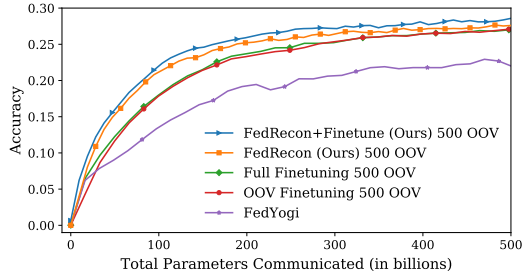 0.30
0.25
0.20
0.15
0.10
0.05
0.00
Accuracy
FedRecon+Finetune (Ours) 500 OOV
FedRecon (Ours) 500 OOV
Full Finetuning 500 OOV
OOV Finetuning 500 OOV
FedYogi
0 100 200 300 400 500
Total Parameters Communicated (in billions)